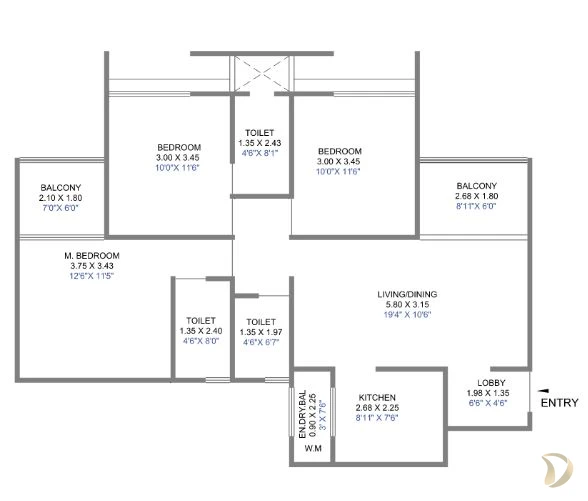 BEDROOM
3.00 X 3.45
10'0"X 11'6"
TOILET
1.35 X 2.43
4'6"X 8'1"
BEDROOM
3.00 X 3.45
10'0"X 11'6"
BALCONY
2.10 X 1.80
7'0"X 6'0"
BALCONY
2.68 X 1.80
8'11"X 6'0"
M. BEDROOM
3.75 X 3.43
12'6"X 11'5"
LIVING/DINING
5.80 X 3.15
19'4" X 10'6"
TOILET
1.35 X 2.40
4'6"X 8'0"
TOILET
1.35 X 1.97
4'6"X 6'7"
EN.DRY.BAL
0.90 X 2.25
3' X 7'6"
W.M
KITCHEN
2.68 X 2.25
8'11" X 7'6"
LOBBY
1.98 X 1.35
6'6" X 4'6"
ENTRY